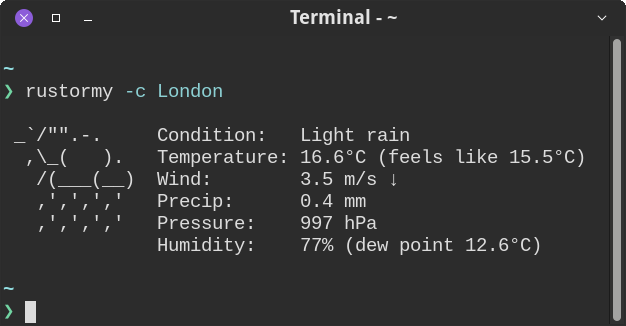 Terminal - ~
~
❯ rustormy -c London
_`/"".-.     Condition:   Light rain
 ,\_(   ).   Temperature: 16.6°C (feels like 15.5°C)
  /(___(__)  Wind:        3.5 m/s ↓
  ,',',','   Precip:      0.4 mm
  ,',',','   Pressure:    997 hPa
             Humidity:    77% (dew point 12.6°C)
~
❯